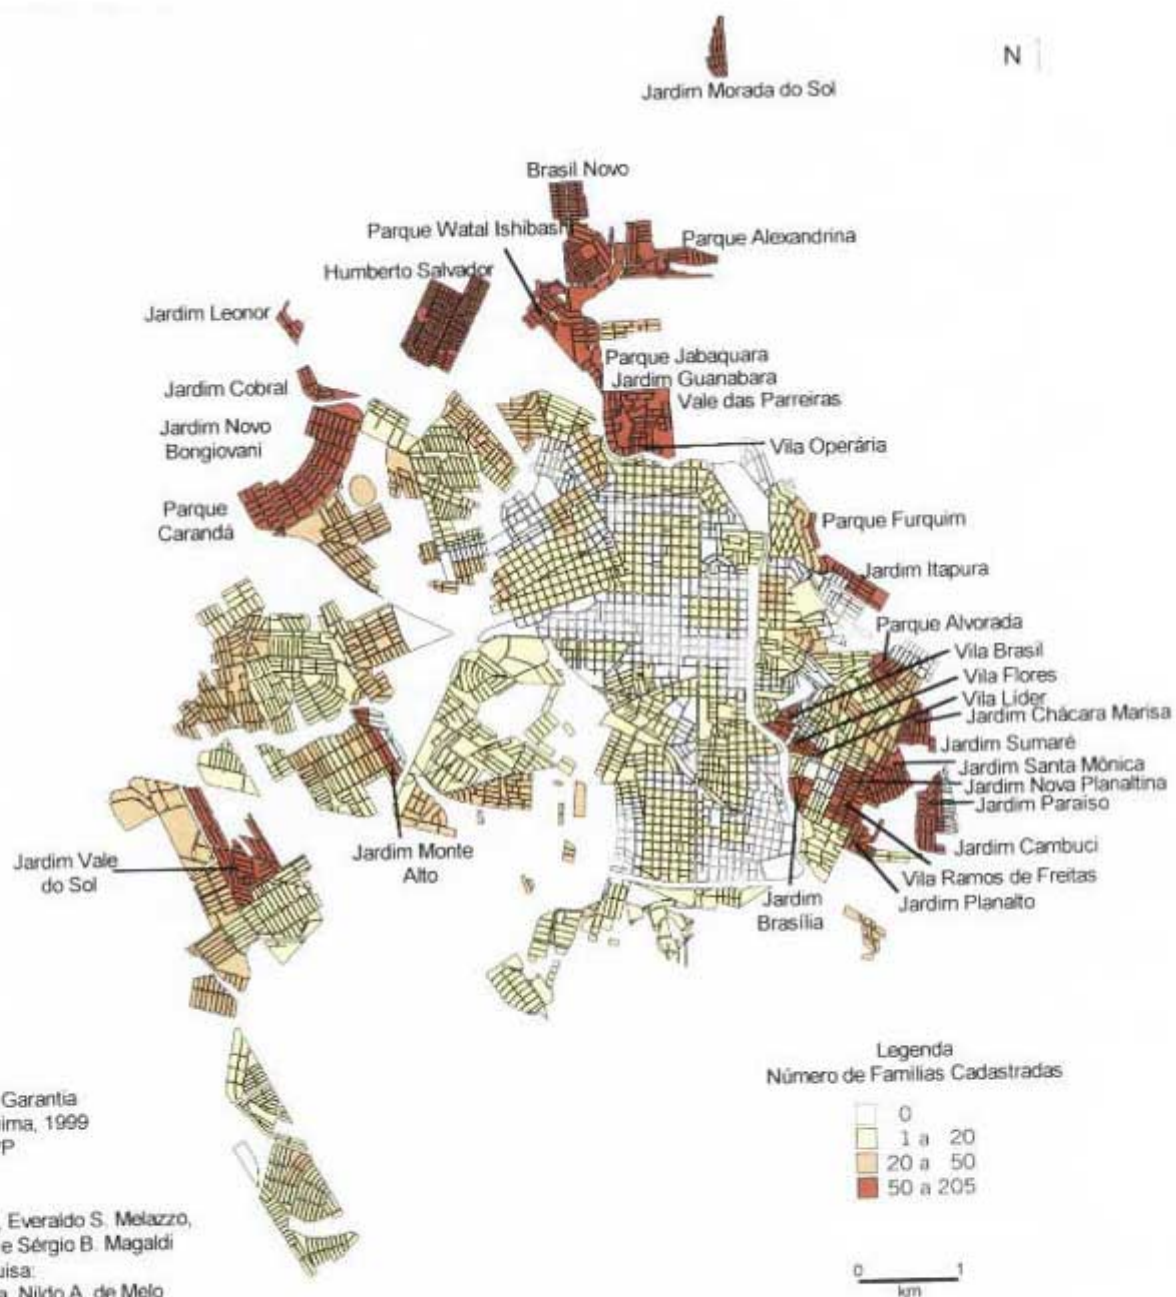 N
Jardim Morada do Sol
Brasil Novo
Parque Watal Ishibashi
Parque Alexandrina
Humberto Salvador
Jardim Leonor
Parque Jabaquara
Jardim Guanabara
Jardim Cobral
Vale das Parreiras
Jardim Novo
Bongiovani
Vila Operária
Parque
Carandá
Parque Furquim
Jardim Itapura
Parque Alvorada
Vila Brasil
Vila Flores
Vila Lider
Jardim Chácara Marisa
Jardim Sumaré
Jardim Santa Mônica
Jardim Nova Planaltina
Jardim Paraiso
Jardim Cambuci
Jardim Monte
Alto
Jardim Vale
do Sol
Vila Ramos de Freitas
Jardim Planalto
Jardim
Brasília
Legenda
Número de Famílias Cadastradas
0
1 a 20
20 a 50
50 a 205
Garantia
ima, 1999
P
, Everaldo S. Melazzo,
e Sérgio B. Magaldi
uisa:
a, Nildo A. de Melo
0 1
km